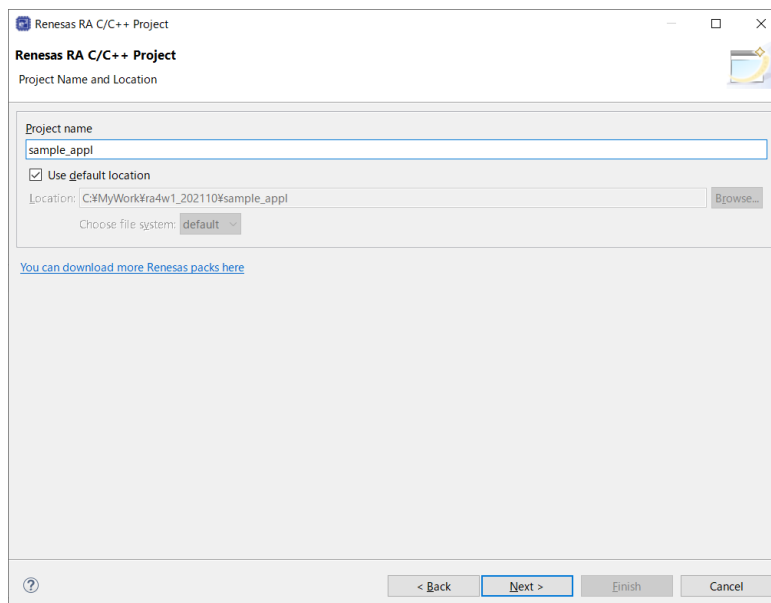 Renesas RA C/C++ Project
Renesas RA C/C++ Project
Project Name and Location
Project name
sample_appl
Use default location
Location: C:¥MyWork¥ra4w1_202110¥sample_appl Browse...
Choose file system: default
You can download more Renesas packs here
? < Back Next > Finish Cancel